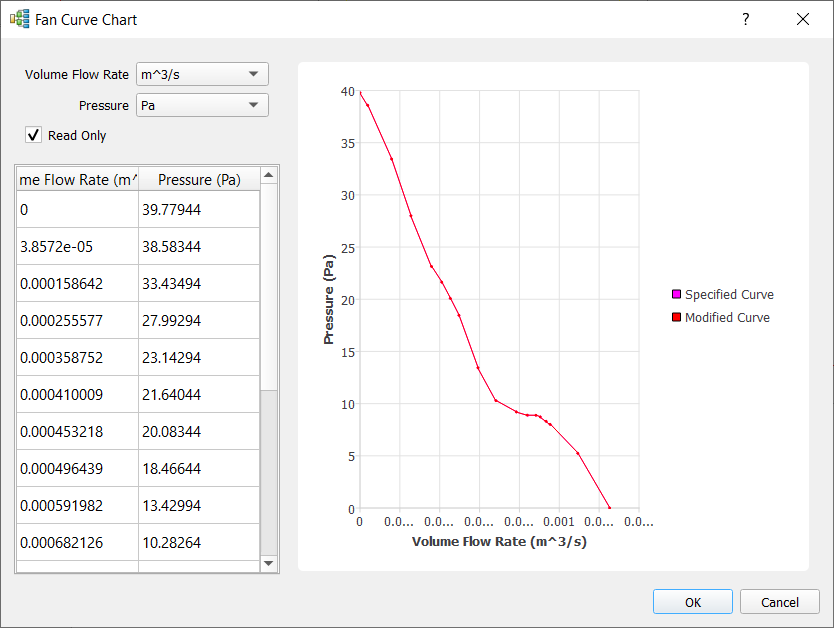 Fan Curve Chart
?
Volume Flow Rate m^3/s
Pressure Pa
Read Only
me Flow Rate (m^ Pressure (Pa)
0 39.77944
3.8572e-05 38.58344
0.000158642 33.43494
0.000255577 27.99294
0.000358752 23.14294
0.000410009 21.64044
0.000453218 20.08344
0.000496439 18.46644
0.000591982 13.42994
0.000682126 10.28264
40
35
30
25
20
15
10
5
0
Pressure (Pa)
0 0.0... 0.0... 0.0... 0.0... 0.001 0.0... 0.0...
Volume Flow Rate (m^3/s)
Specified Curve
Modified Curve
OK Cancel